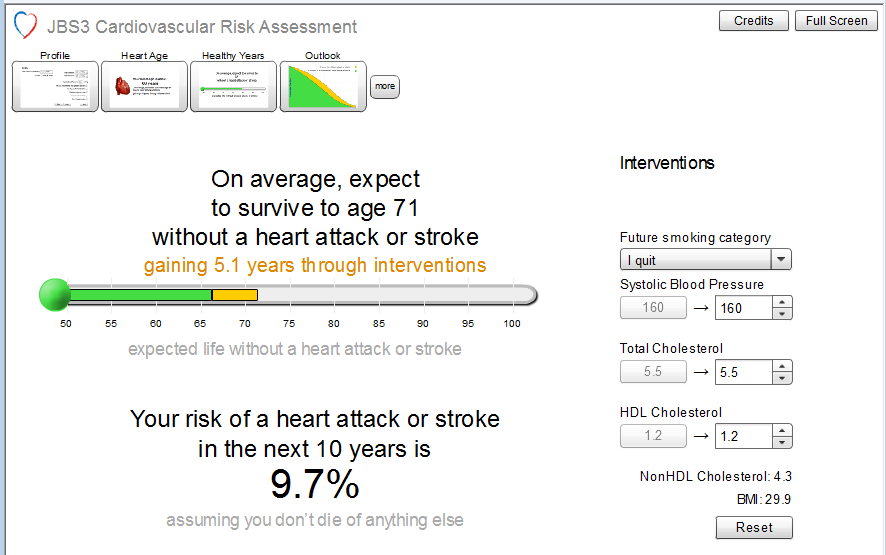 JBS3 Cardiovascular Risk Assessment
Credits
Full Screen
Profile
Heart Age
Healthy Years
Outlook
more
On average, expect
to survive to age 71
without a heart attack or stroke
gaining 5.1 years through interventions
50 55 60 65 70 75 80 85 90 95 100
expected life without a heart attack or stroke
Your risk of a heart attack or stroke
in the next 10 years is
9.7%
assuming you don't die of anything else
Interventions
Future smoking category
I quit
Systolic Blood Pressure
160 → 160
Total Cholesterol
5.5 → 5.5
HDL Cholesterol
1.2 → 1.2
NonHDL Cholesterol: 4.3
BMI: 29.9
Reset